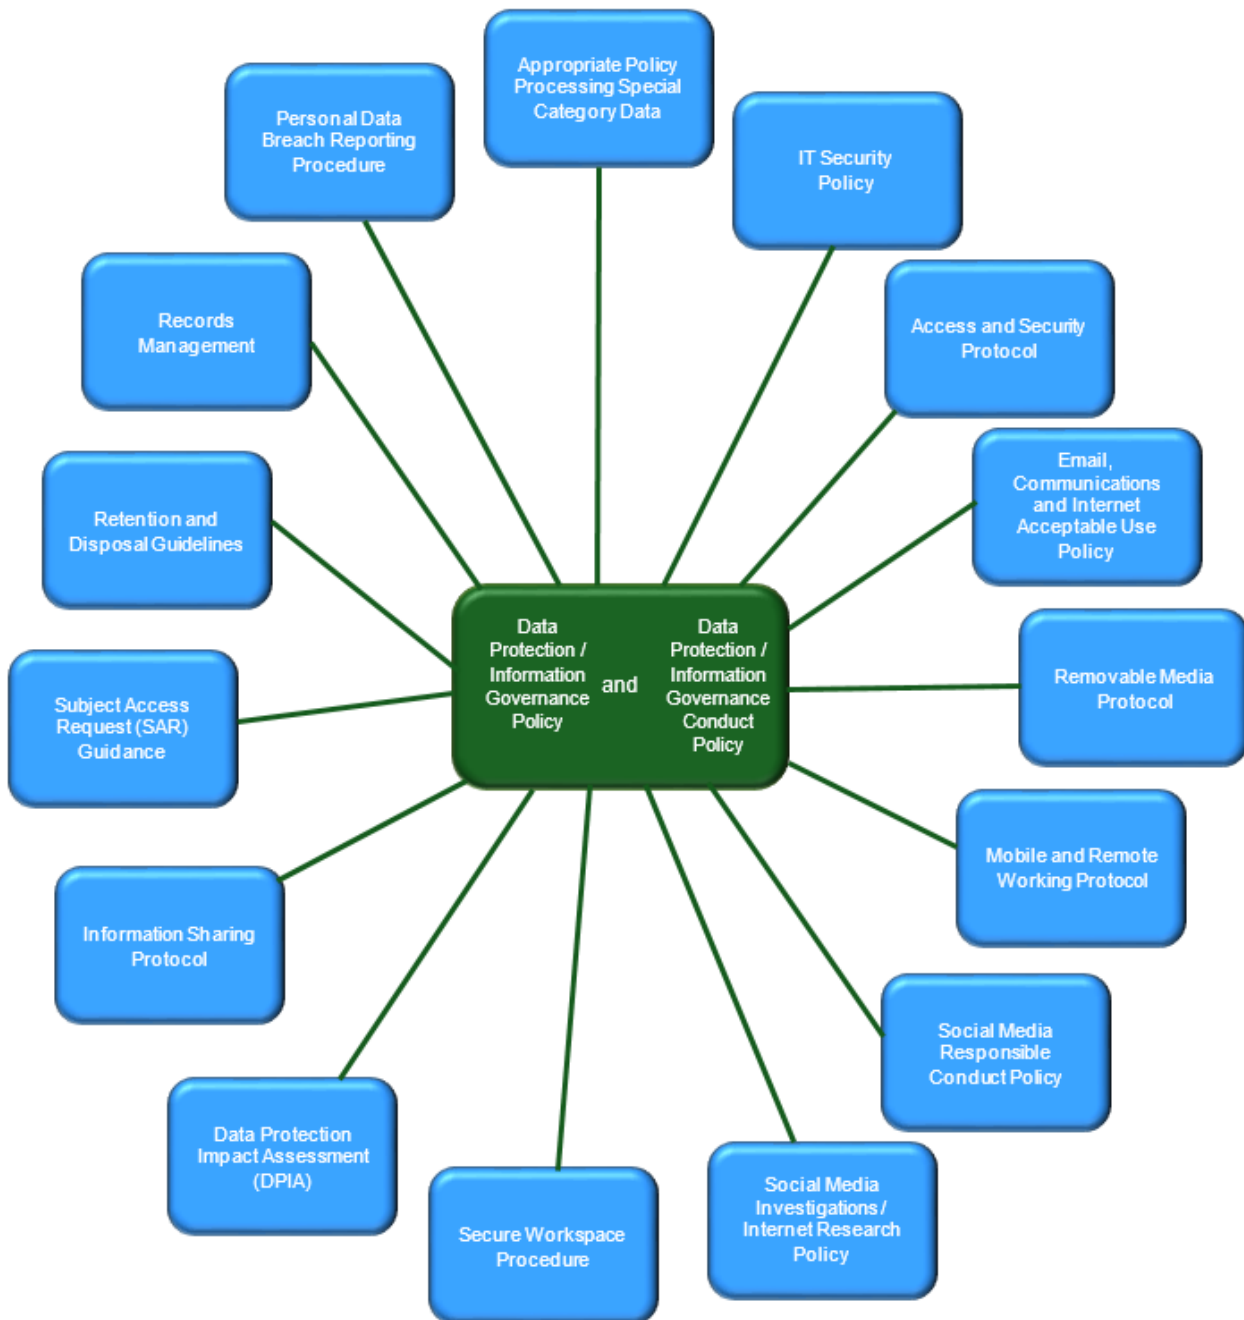 Appropriate Policy
Processing Special
Category Data
Personal Data
Breach Reporting
Procedure
IT Security
Policy
Records
Management
Access and Security
Protocol
Email,
Communications
and Internet
Acceptable Use
Policy
Retention and
Disposal Guidelines
Data
Protection /
Information
Governance
Policy
and
Data
Protection /
Information
Governance
Conduct
Policy
Removable Media
Protocol
Subject Access
Request (SAR)
Guidance
Mobile and Remote
Working Protocol
Information Sharing
Protocol
Social Media
Responsible
Conduct Policy
Data Protection
Impact Assessment
(DPIA)
Social Media
Investigations /
Internet Research
Policy
Secure Workspace
Procedure